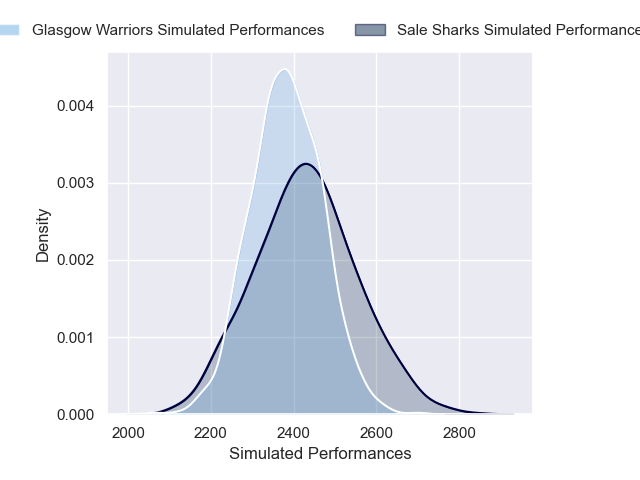 Glasgow Warriors Simulated Performances
Sale Sharks Simulated Performance
0.004
0.003
0.002
0.001
0.000
Density
2000
2200
2400
2600
2800
Simulated Performances